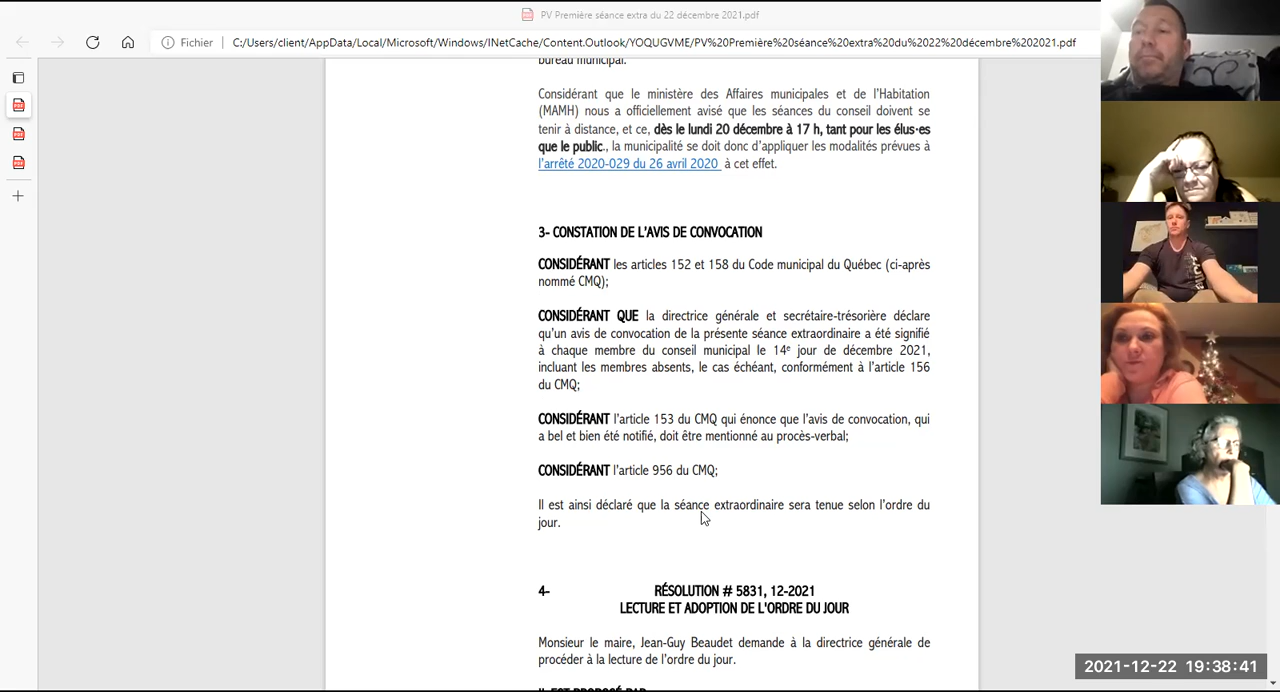 PV Première séance extra du 22 décembre 2021.pdf
Fichier
C:/Users/client/AppData/Local/Microsoft/Windows/INetCache/Content.Outlook/YOQUGVME/PV%20Première%20séance%20extra%20du%2022%20décembre%202021.pdf
bureau municipal.
Considérant que le ministère des Affaires municipales et de l'Habitation
(MAMH) nous a officiellement avisé que les séances du conseil doivent se
tenir à distance, et ce, dès le lundi 20 décembre à 17 h, tant pour les élus·es
que le public., la municipalité se doit donc d'appliquer les modalités prévues à
l'arrêté 2020-029 du 26 avril 2020 à cet effet.
3- CONSTATION DE L'AVIS DE CONVOCATION
CONSIDÉRANT les articles 152 et 158 du Code municipal du Québec (ci-après
nommé CMQ);
CONSIDÉRANT QUE la directrice générale et secrétaire-trésorière déclare
qu'un avis de convocation de la présente séance extraordinaire a été signifié
à chaque membre du conseil municipal le 14e jour de décembre 2021,
incluant les membres absents, le cas échéant, conformément à l'article 156
du CMQ;
CONSIDÉRANT l'article 153 du CMQ qui énonce que l'avis de convocation, qui
a bel et bien été notifié, doit être mentionné au procès-verbal;
CONSIDÉRANT l'article 956 du CMQ;
Il est ainsi déclaré que la séance extraordinaire sera tenue selon l'ordre du
jour.
4- RÉSOLUTION # 5831, 12-2021
LECTURE ET ADOPTION DE L'ORDRE DU JOUR
Monsieur le maire, Jean-Guy Beaudet demande à la directrice générale de
procéder à la lecture de l'ordre du jour.
IL EST PROPOSÉ PAR
2021-12-22 19:38:41